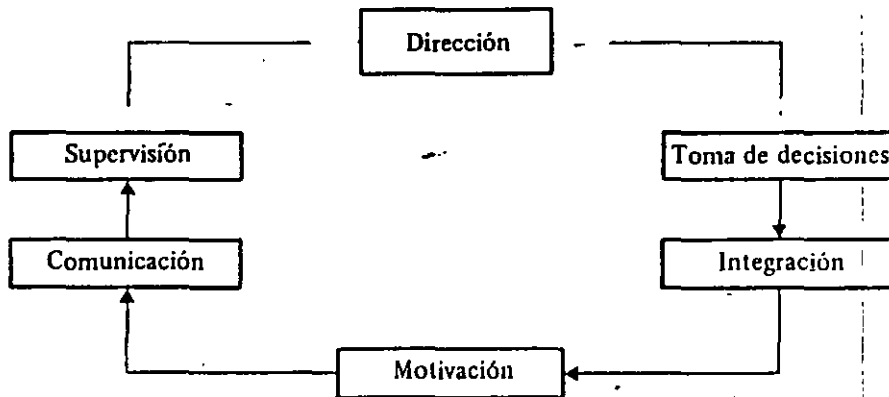 Dirección
Supervisión
Toma de decisiones
Comunicación
Integración
Motivación